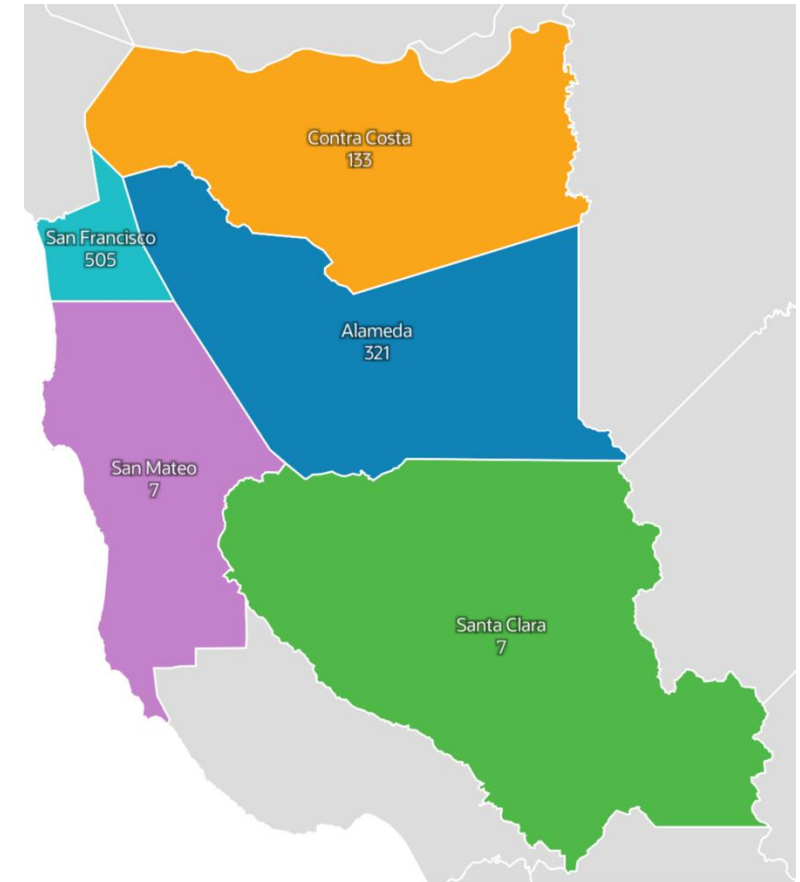 Contra Costa
133
San Francisco
505
Alameda
321
San Mateo
7
Santa Clara
7